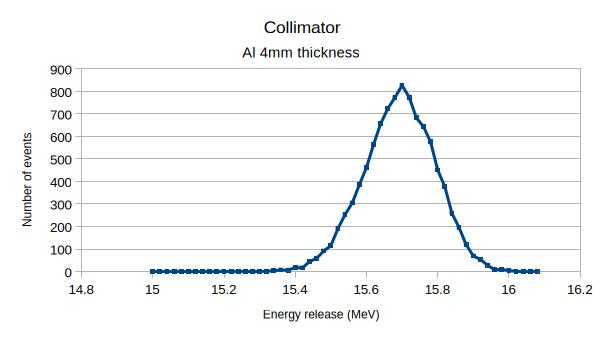 Collimator
Al 4mm thickness
900
800
700
600
500
400
300
200
100
0
Number of events
14.8 15 15.2 15.4 15.6 15.8 16 16.2
Energy release (MeV)